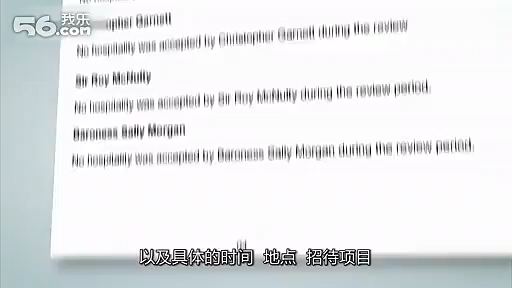 56我乐
.com
Christopher Garnett
No hospitality was accepted by Christopher Garnett during the review
Sir Roy McNulty
No hospitality was accepted by Sir Roy McNulty during the review period.
Baroness Sally Morgan
No hospitality was accepted by Baroness Sally Morgan during the review period.
以及具体的时间 地点 招待项目